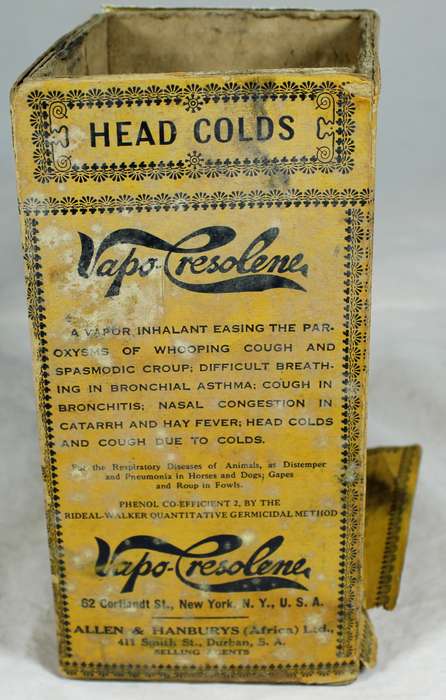 HEAD COLDS
Vapo-Cresolene
A VAPOR INHALANT EASING THE PAR-
OXYSMS OF WHOOPING COUGH AND
SPASMODIC CROUP; DIFFICULT BREATH-
ING IN BRONCHIAL ASTHMA; COUGH IN
BRONCHITIS; NASAL CONGESTION IN
CATARRH AND HAY FEVER; HEAD COLDS
AND COUGH DUE TO COLDS.
For the Respiratory Diseases of Animals, as Distemper
and Pneumonia in Horses and Dogs; Gapes
and Roup in Fowls.
PHENOL CO-EFFICIENT 2, BY THE
RIDEAL-WALKER QUANTITATIVE GERMICIDAL METHOD
Vapo-Cresolene
62 Cortlandt St., New York, N. Y., U. S. A.
ALLEN & HANBURYS (Africa) Ltd.,
411 Smith St., Durban, S. A.
SELLING AGENTS